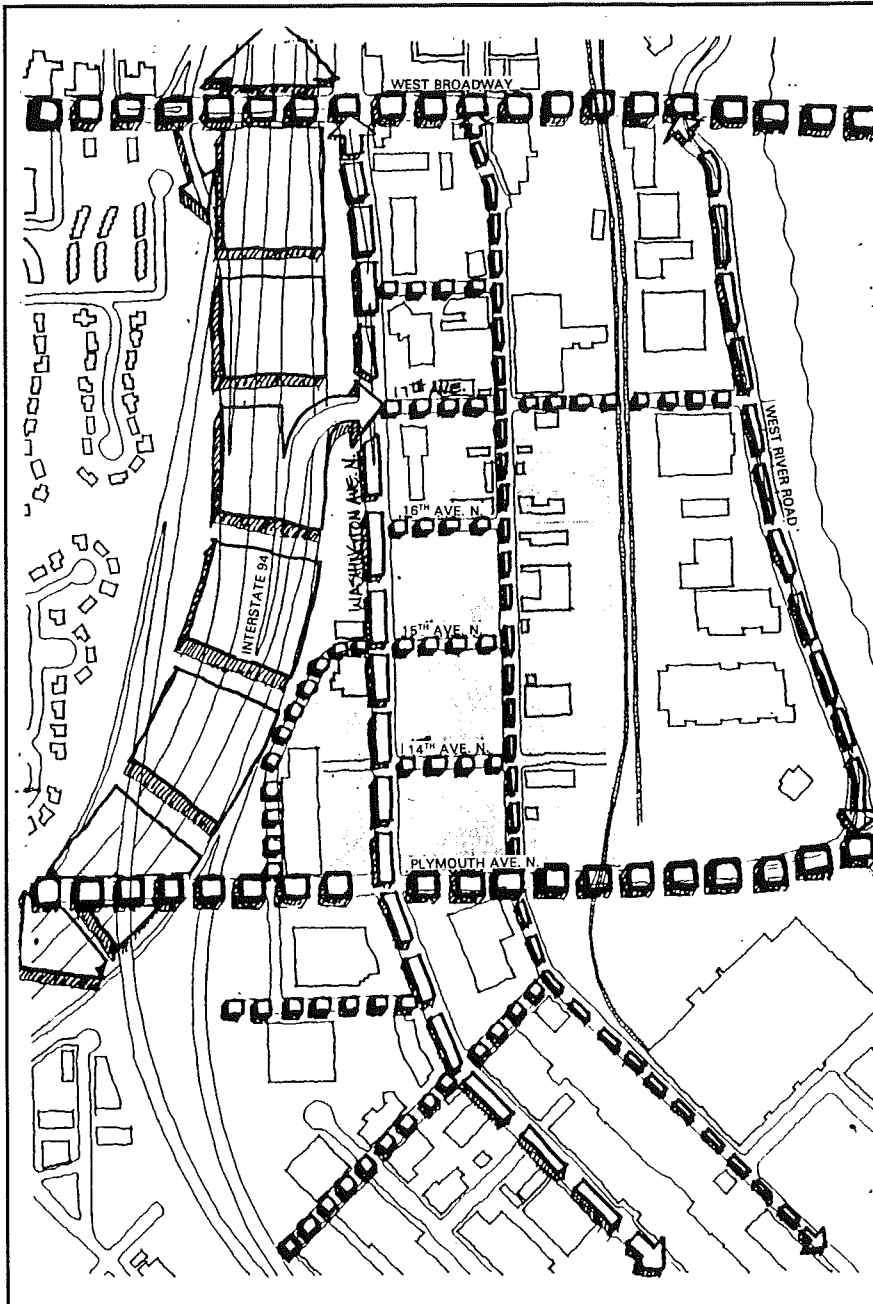 WEST BROADWAY
17TH AVE.
WEST RIVER ROAD
WASHINGTON AVE. N.
16TH AVE. N.
INTERSTATE 94
15TH AVE. N.
14TH AVE. N.
PLYMOUTH AVE. N.